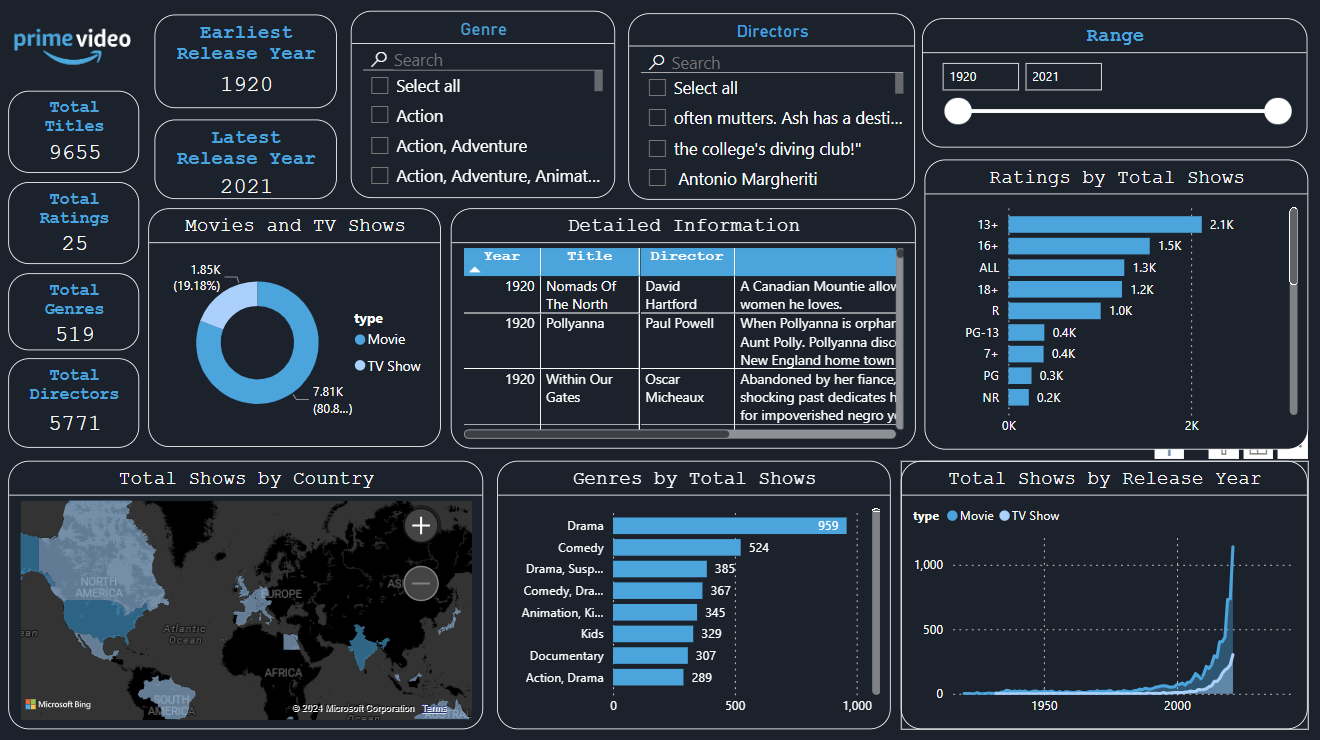 prime video
Earliest
Release Year
1920
Latest
Release Year
2021
Total
Titles
9655
Total
Ratings
25
Total
Genres
519
Total
Directors
5771
Genre
Search
Select all
Action
Action, Adventure
Action, Adventure, Animat...
Directors
Search
Select all
often mutters. Ash has a desti...
the college's diving club!"
Antonio Margheriti
Range
1920 2021
Movies and TV Shows
1.85K
(19.18%)
7.81K
(80.8...)
type
Movie
TV Show
Detailed Information
Year Title Director
1920 Nomads Of David A Canadian Mountie allow
The North Hartford women he loves.
1920 Pollyanna Paul Powell When Pollyanna is orphan
Aunt Polly. Pollyanna disco
New England home town
1920 Within Our Oscar Abandoned by her fiance,
Gates Micheaux shocking past dedicates h
for impoverished negro yo
Ratings by Total Shows
13+ 2.1K
16+ 1.5K
ALL 1.3K
18+ 1.2K
R 1.0K
PG-13 0.4K
7+ 0.4K
PG 0.3K
NR 0.2K
0K 2K
Total Shows by Country
NORTH
AMERICA
EUROPE
AS
Atlantic
Ocean
ean
AFRICA
SOUTH
AMERICA
AUSTRAL
Ocean
Microsoft Bing
© 2024 Microsoft Corporation Terms
Genres by Total Shows
Drama 959
Comedy 524
Drama, Susp... 385
Comedy, Dra... 367
Animation, Ki... 345
Kids 329
Documentary 307
Action, Drama 289
0 500 1,000
Total Shows by Release Year
type Movie TV Show
1,000
500
0
1950 2000